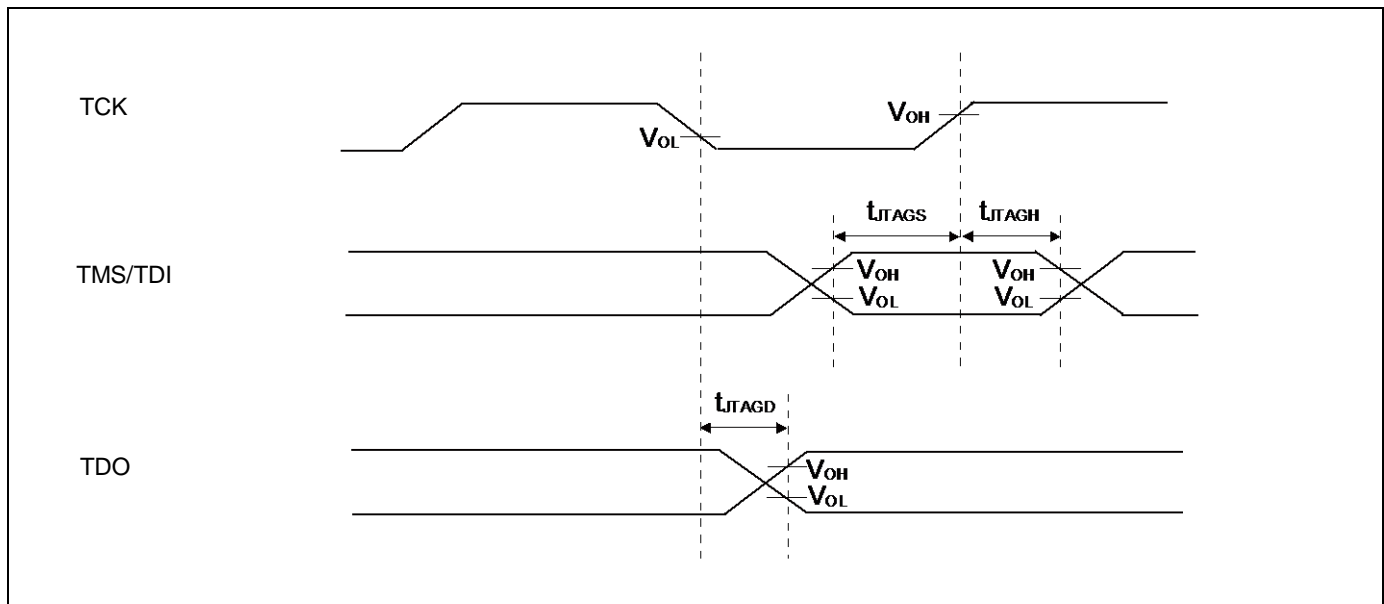 TCK
VOL
VOH
tJTAGS
tJTAGH
TMS/TDI
VOH
VOL
VOH
VOL
tJTAGD
TDO
VOH
VOL